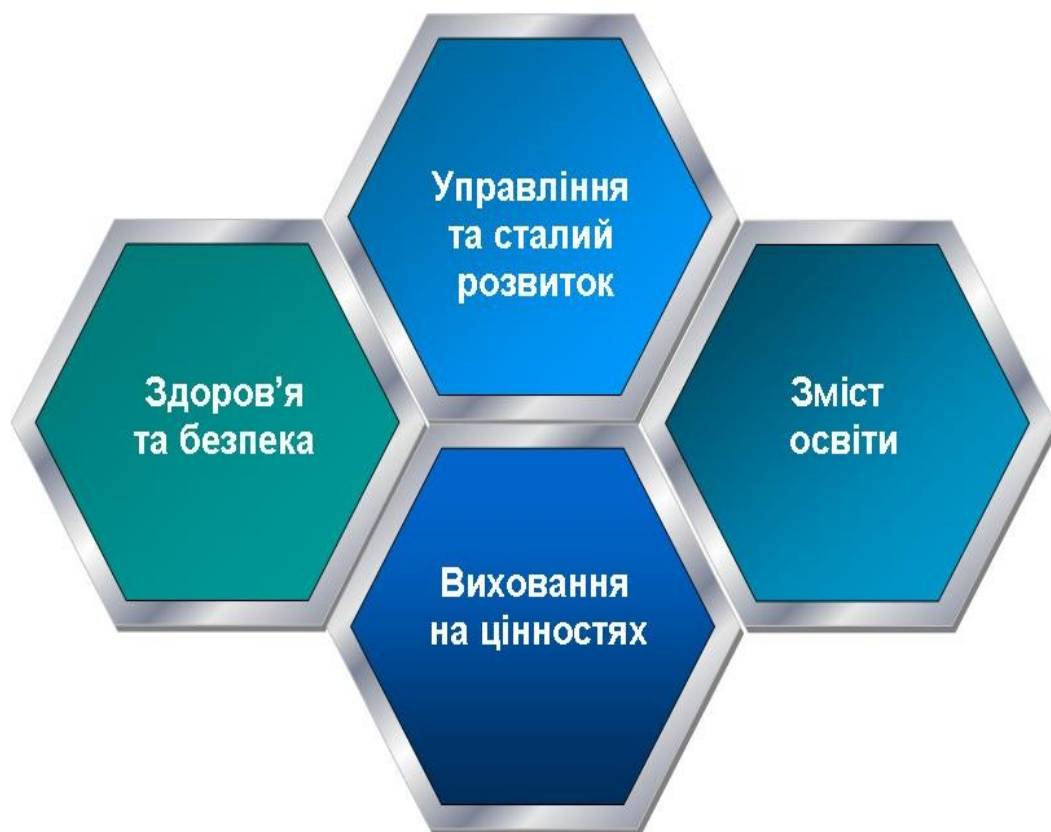 Управління
та сталий
розвиток
Здоров’я
та безпека
Зміст
освіти
Виховання
на цінностях